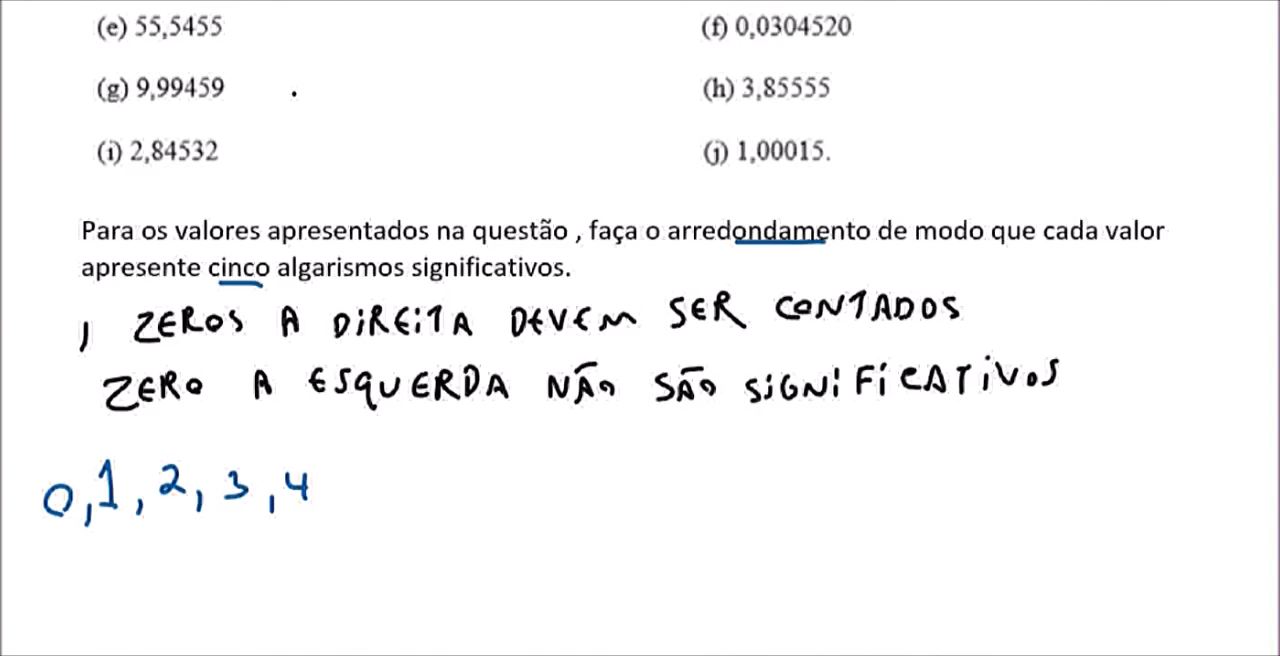 (e) 55,5455 (f) 0,0304520
(g) 9,99459 . (h) 3,85555
(i) 2,84532 (j) 1,00015.
Para os valores apresentados na questão , faça o arredondamento de modo que cada valor
apresente cinco algarismos significativos.
, ZEROS A DiREiTA DEVEM SER CONTADOS
ZERO A ESQUERDA NÃO SÃO SiGNiFiCATiVOS
0, 1, 2, 3, 4